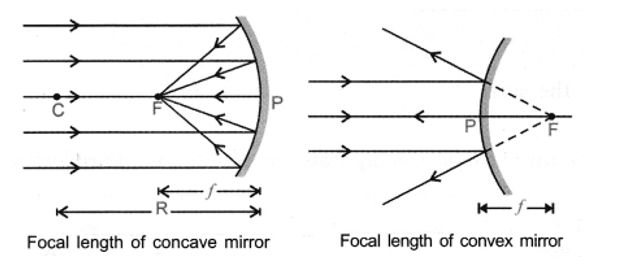 C
F
P
f
R
Focal length of concave mirror
P
F
f
Focal length of convex mirror